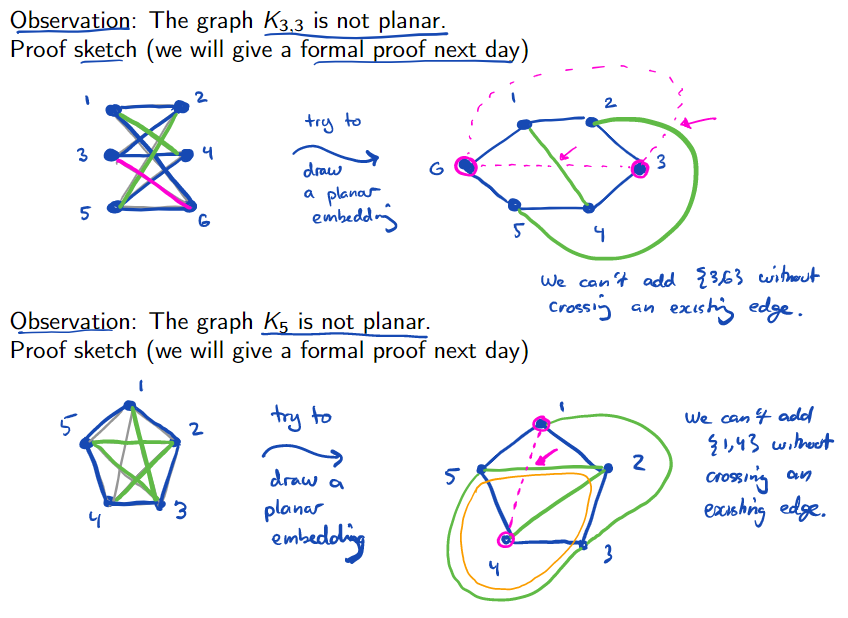 Observation: The graph K3,3 is not planar.
Proof sketch (we will give a formal proof next day)
1 2
3 4
5 6
try to
draw
a planar
embedding
1 2
6 3
5 4
We can't add {3,6} without
crossing an existing edge.
Observation: The graph K5 is not planar.
Proof sketch (we will give a formal proof next day)
1
5 2
4 3
try to
draw a
planar
embedding
1
5 2
4 3
We can't add
{1,4} without
crossing an
existing edge.